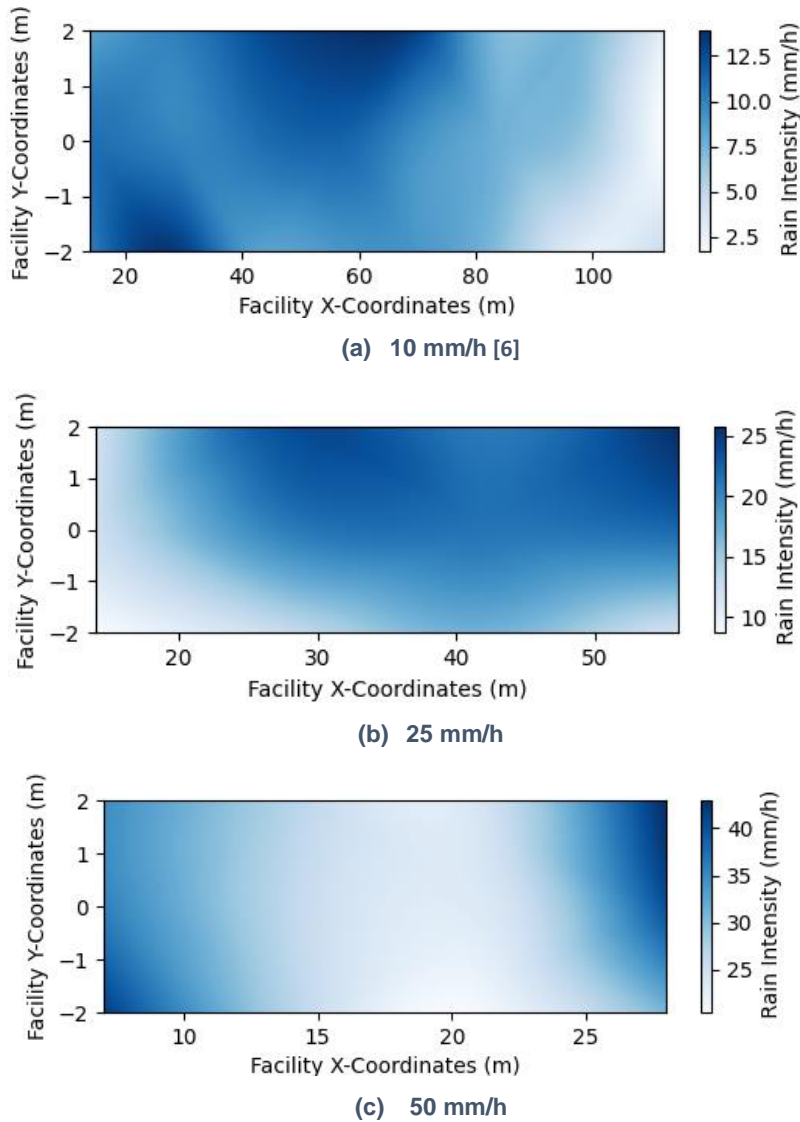 Facility Y-Coordinates (m)
2
1
0
−1
−2
20 40 60 80 100
Facility X-Coordinates (m)
12.5
10.0
7.5
5.0
2.5
Rain Intensity (mm/h)
(a) 10 mm/h [6]
Facility Y-Coordinates (m)
2
1
0
−1
−2
20 30 40 50
Facility X-Coordinates (m)
25
20
15
10
Rain Intensity (mm/h)
(b) 25 mm/h
Facility Y-Coordinates (m)
2
1
0
−1
−2
10 15 20 25
Facility X-Coordinates (m)
40
35
30
25
Rain Intensity (mm/h)
(c) 50 mm/h